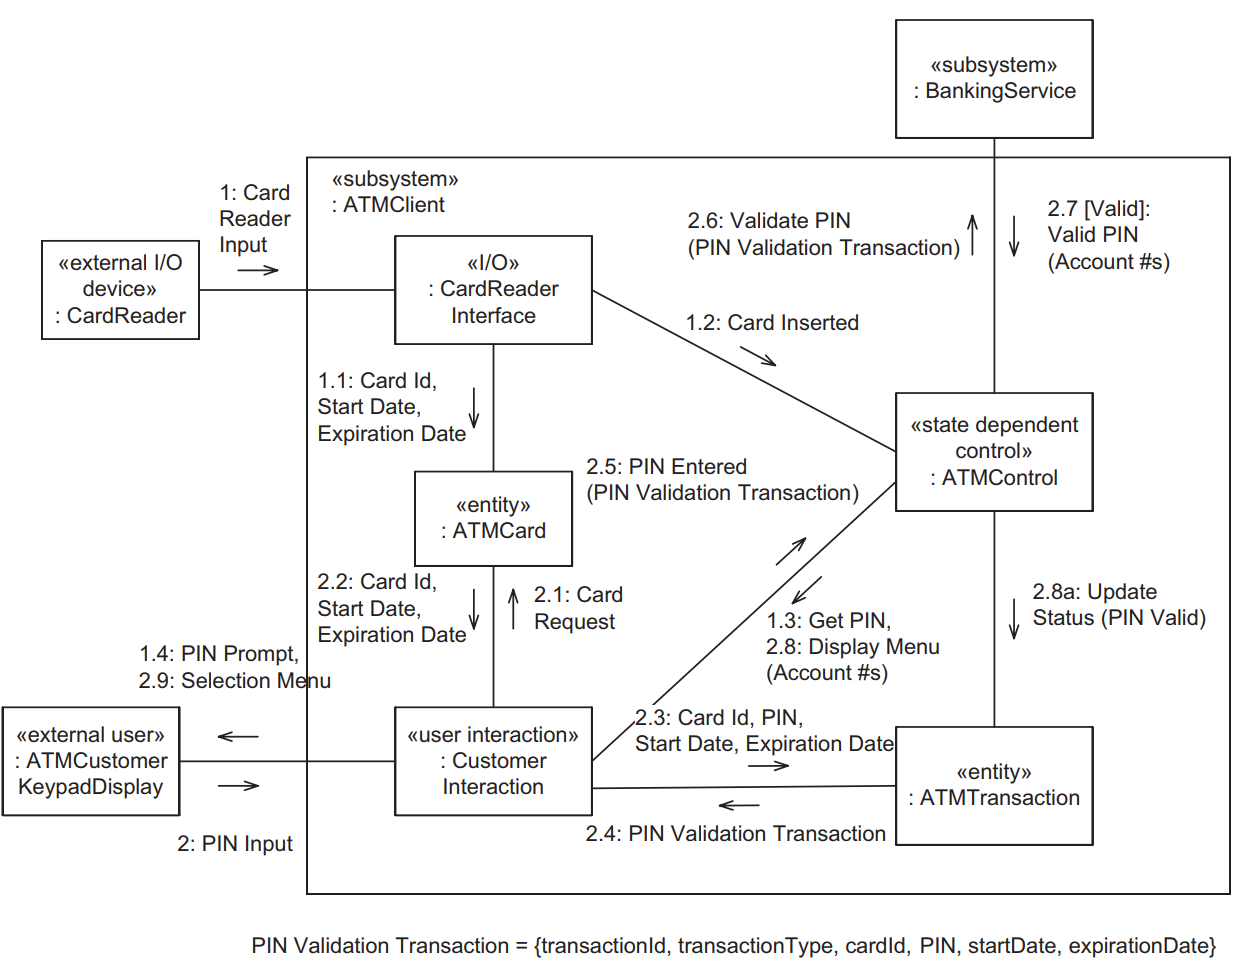 «subsystem»
: BankingService
«subsystem»
: ATMClient
1: Card
Reader
Input
2.6: Validate PIN
(PIN Validation Transaction)
2.7 [Valid]:
Valid PIN
(Account #s)
«external I/O
device»
: CardReader
«I/O»
: CardReader
Interface
1.2: Card Inserted
1.1: Card Id,
Start Date,
Expiration Date
«state dependent
control»
: ATMControl
2.5: PIN Entered
(PIN Validation Transaction)
«entity»
: ATMCard
2.2: Card Id,
Start Date,
Expiration Date
2.1: Card
Request
2.8a: Update
Status (PIN Valid)
1.3: Get PIN,
2.8: Display Menu
(Account #s)
1.4: PIN Prompt,
2.9: Selection Menu
«external user»
: ATMCustomer
KeypadDisplay
«user interaction»
: Customer
Interaction
2.3: Card Id, PIN,
Start Date, Expiration Date
«entity»
: ATMTransaction
2: PIN Input
2.4: PIN Validation Transaction
PIN Validation Transaction = {transactionId, transactionType, cardId, PIN, startDate, expirationDate}